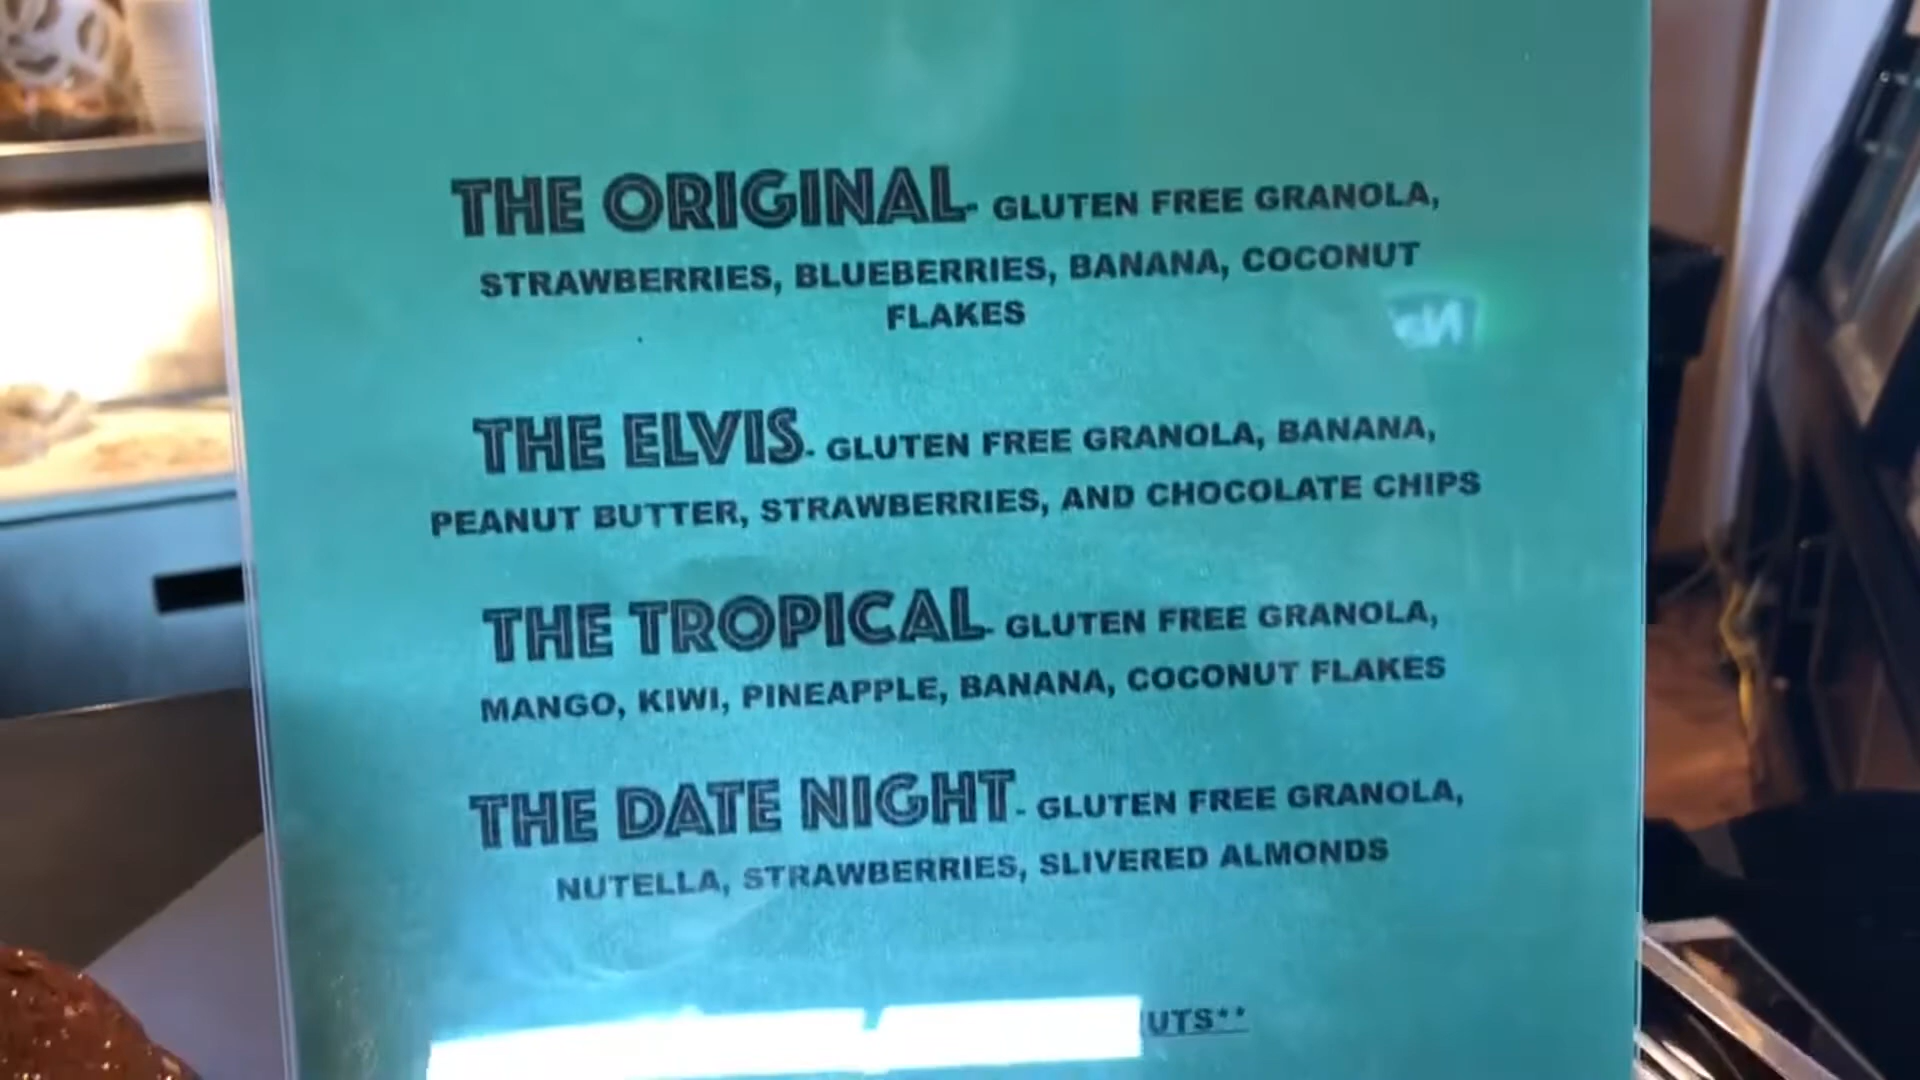 THE ORIGINAL- GLUTEN FREE GRANOLA,
STRAWBERRIES, BLUEBERRIES, BANANA, COCONUT
FLAKES
THE ELVIS- GLUTEN FREE GRANOLA, BANANA,
PEANUT BUTTER, STRAWBERRIES, AND CHOCOLATE CHIPS
THE TROPICAL- GLUTEN FREE GRANOLA,
MANGO, KIWI, PINEAPPLE, BANANA, COCONUT FLAKES
THE DATE NIGHT- GLUTEN FREE GRANOLA,
NUTELLA, STRAWBERRIES, SLIVERED ALMONDS
UTS**